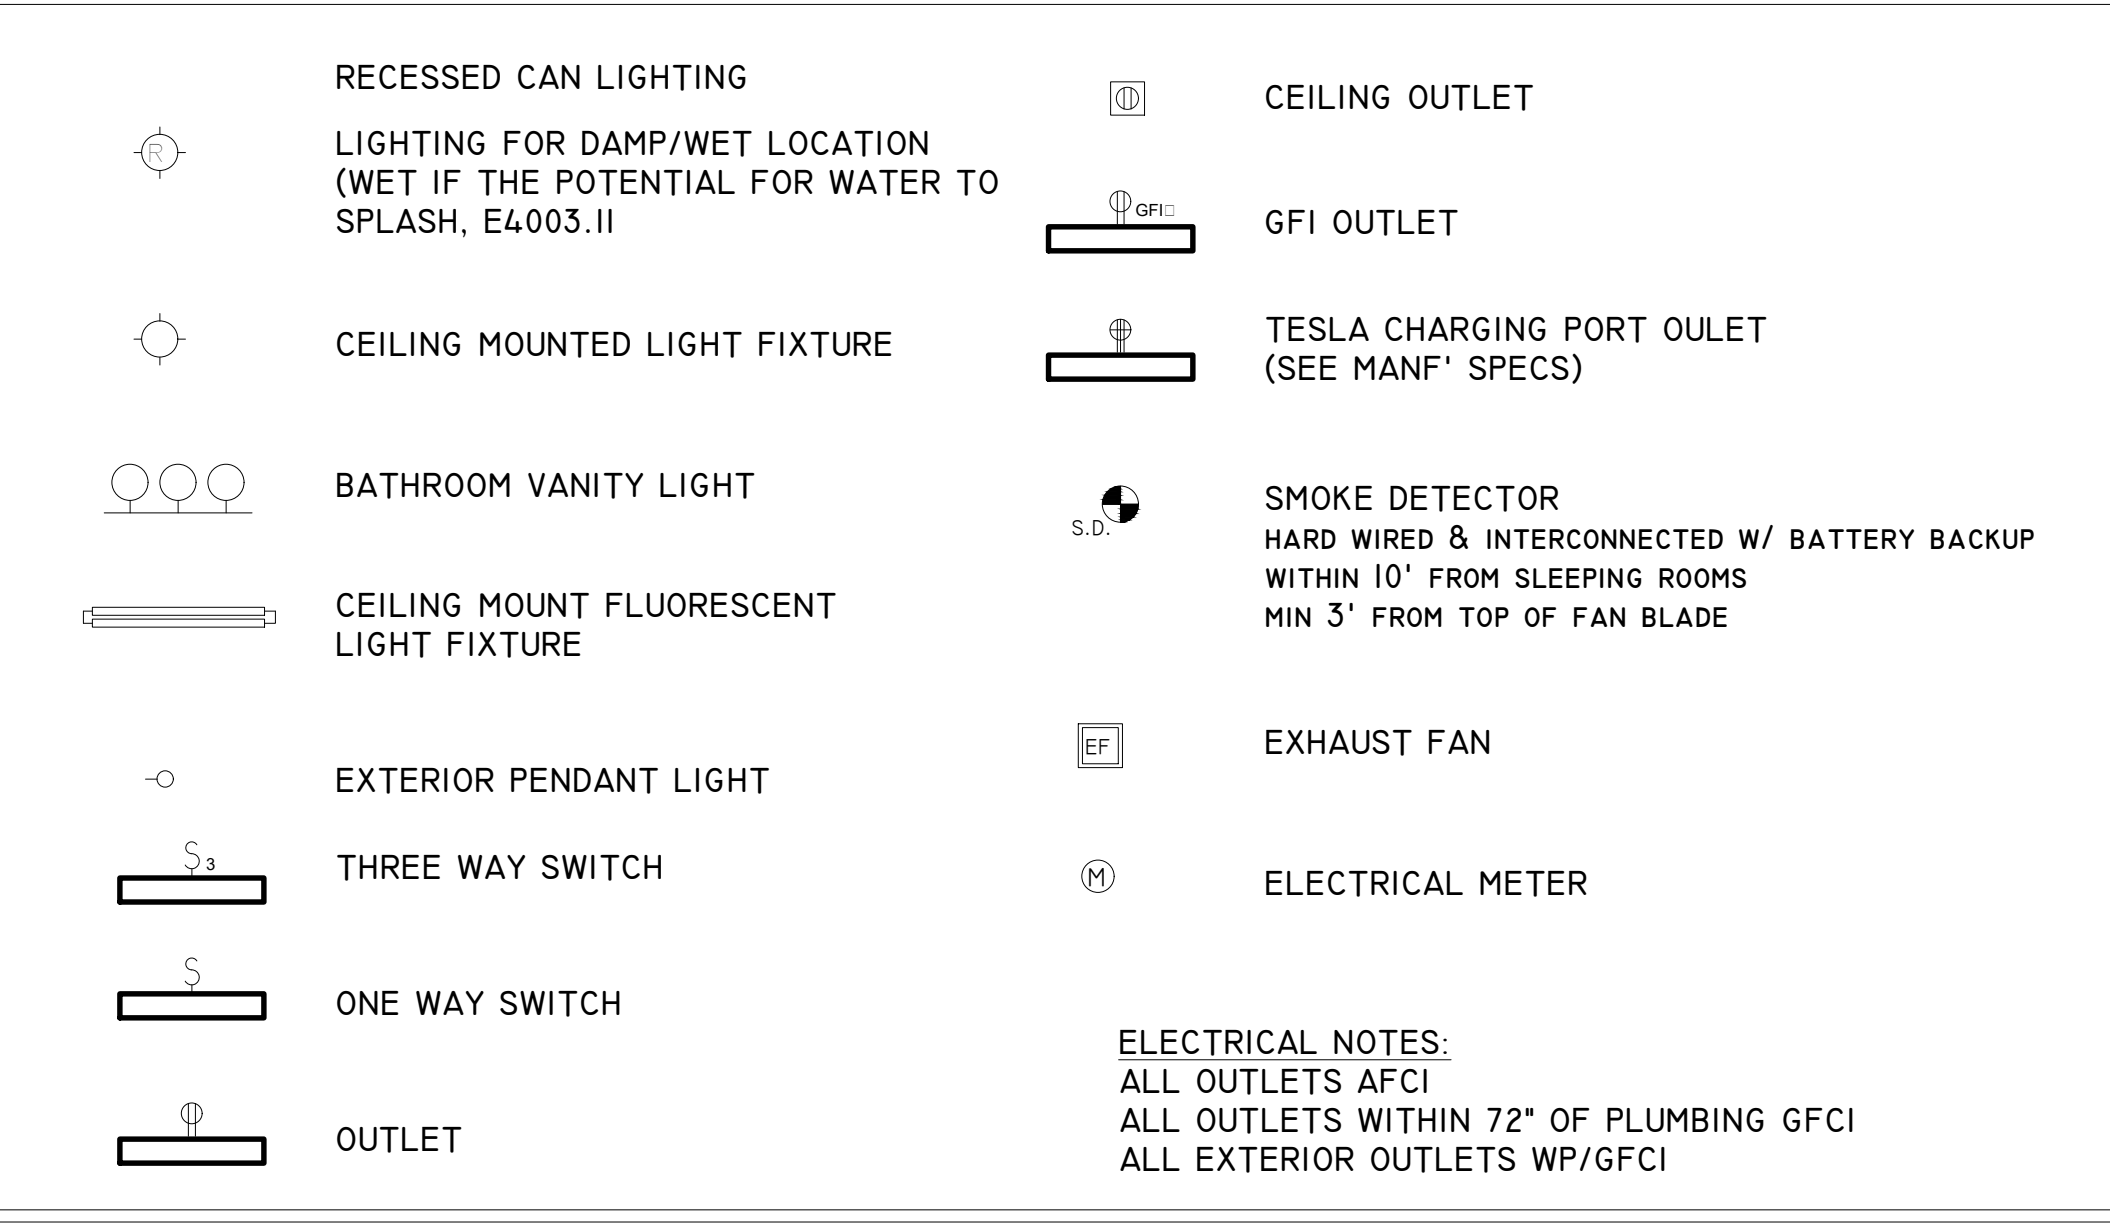 RECESSED CAN LIGHTING
R
LIGHTING FOR DAMP/WET LOCATION
(WET IF THE POTENTIAL FOR WATER TO
SPLASH, E4003.11
CEILING MOUNTED LIGHT FIXTURE
BATHROOM VANITY LIGHT
CEILING MOUNT FLUORESCENT
LIGHT FIXTURE
EXTERIOR PENDANT LIGHT
S 3
THREE WAY SWITCH
S
ONE WAY SWITCH
OUTLET
CEILING OUTLET
GFI□
GFI OUTLET
TESLA CHARGING PORT OULET
(SEE MANF' SPECS)
S.D.
SMOKE DETECTOR
HARD WIRED & INTERCONNECTED W/ BATTERY BACKUP
WITHIN 10' FROM SLEEPING ROOMS
MIN 3' FROM TOP OF FAN BLADE
EF
EXHAUST FAN
M
ELECTRICAL METER
ELECTRICAL NOTES:
ALL OUTLETS AFCI
ALL OUTLETS WITHIN 72" OF PLUMBING GFCI
ALL EXTERIOR OUTLETS WP/GFCI